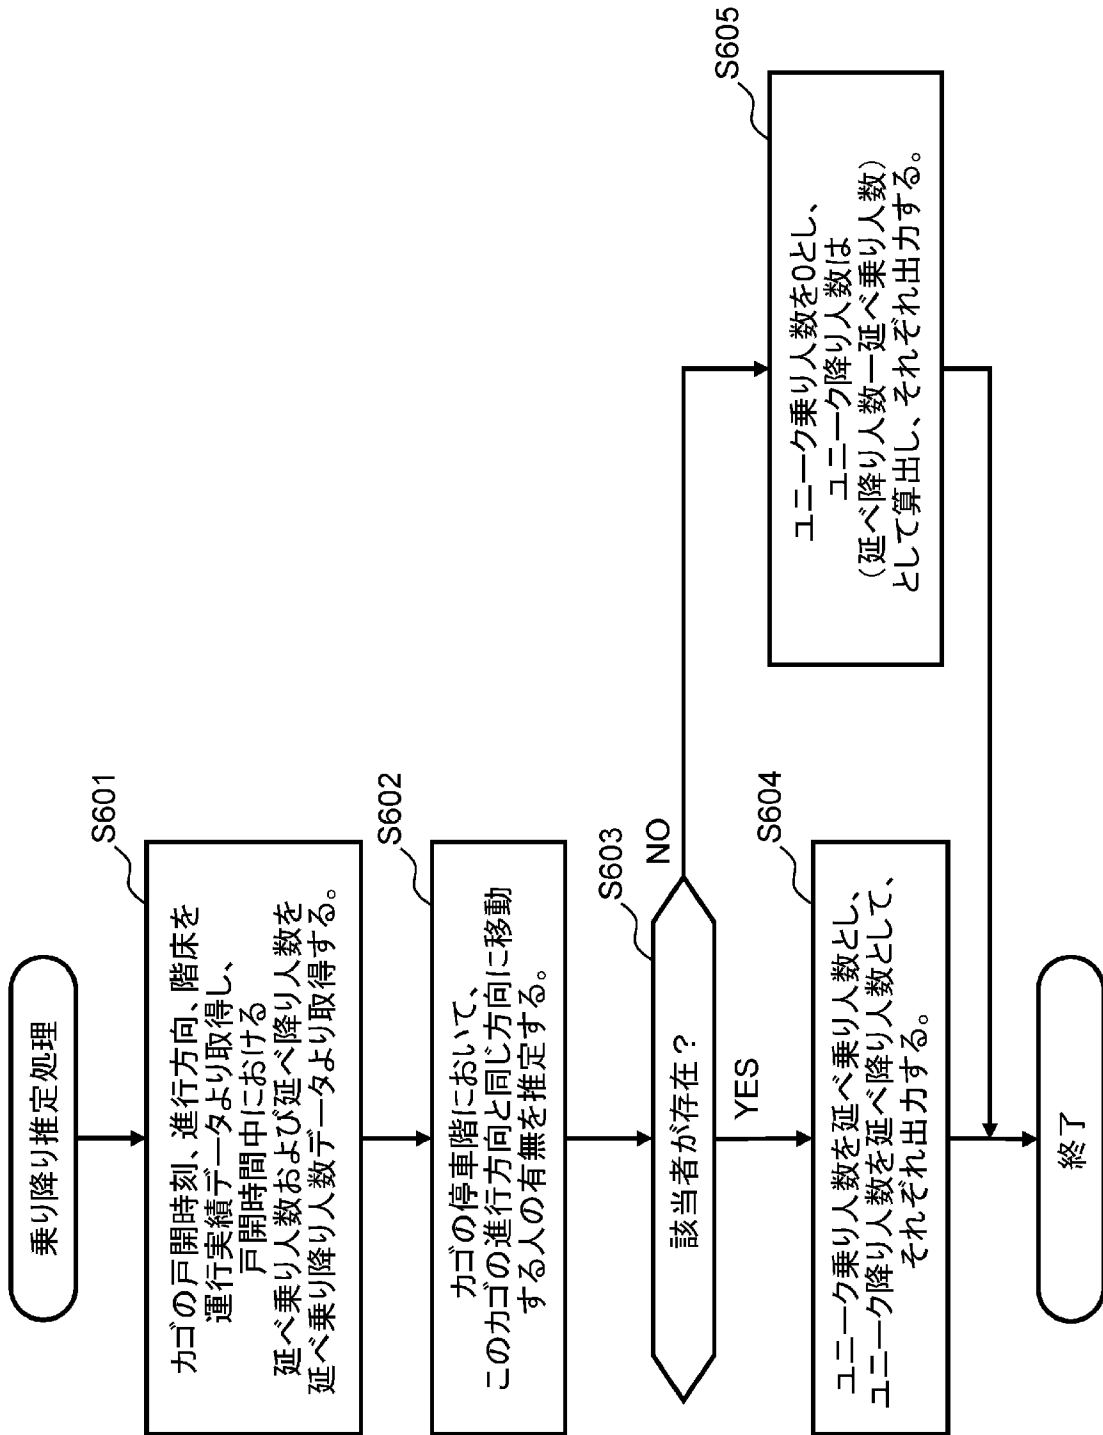 乗り降り推定処理
S601
カゴの戸開時刻、進行方向、階床を
運行実績データより取得し、
戸開時間中における
延べ乗り人数および延べ降り人数を
延べ乗り降り人数データより取得する。
S602
カゴの停車階において、
このカゴの進行方向と同じ方向に移動
する人の有無を推定する。
S603
該当者が存在？
NO
YES
S604
ユニーク乗り人数を延べ乗り人数とし、
ユニーク降り人数を延べ降り人数として、
それぞれ出力する。
S605
ユニーク乗り人数を0とし、
ユニーク降り人数は
(延べ降り人数ー延べ乗り人数)
として算出し、それぞれ出力する。
終了